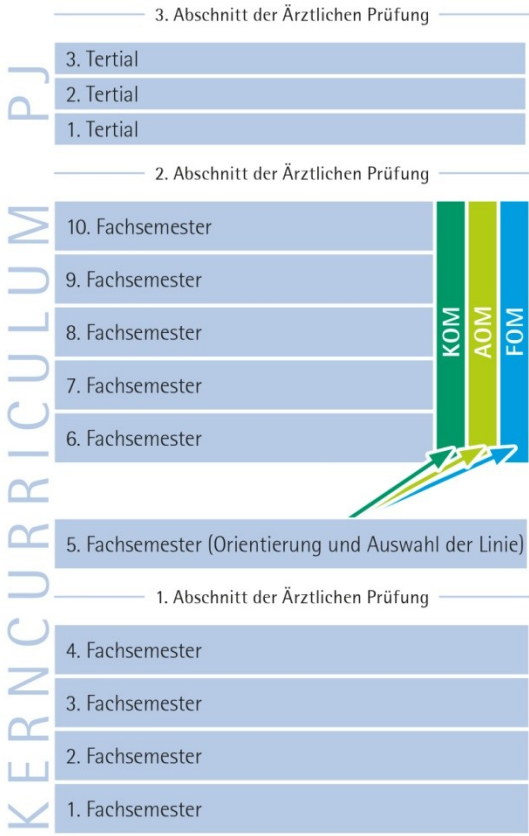 3. Abschnitt der Ärztlichen Prüfung
PJ
3. Tertial
2. Tertial
1. Tertial
2. Abschnitt der Ärztlichen Prüfung
KERNCURRICULUM
10. Fachsemester
9. Fachsemester
8. Fachsemester
7. Fachsemester
6. Fachsemester
KOM
AOM
FOM
5. Fachsemester (Orientierung und Auswahl der Linie)
1. Abschnitt der Ärztlichen Prüfung
4. Fachsemester
3. Fachsemester
2. Fachsemester
1. Fachsemester